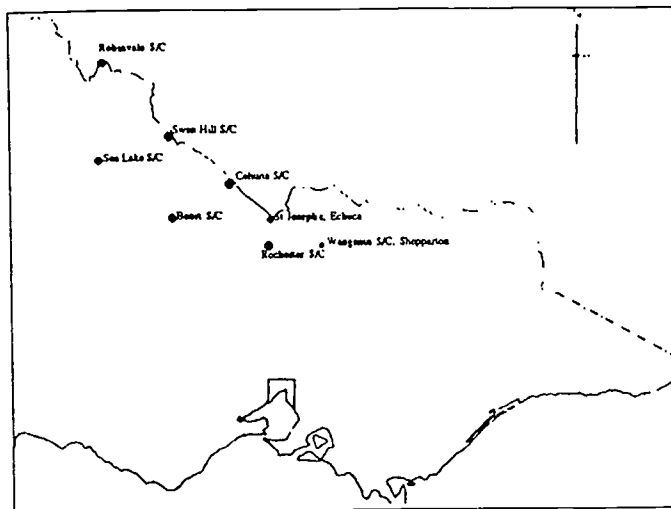 Robinvale S/C
Swan Hill S/C
Sea Lake S/C
Cohuna S/C
Boort S/C
St Josephs, Echuca
Wanganui S/C, Shepparton
Rochester S/C